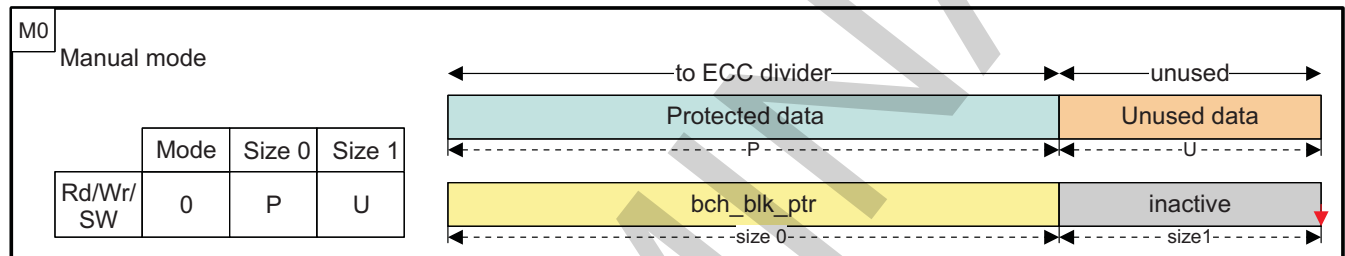 M0
Manual mode
to ECC divider
unused
Protected data
Unused data
Mode Size 0 Size 1
P
U
Rd/Wr/
SW
0 P U
bch_blk_ptr
inactive
size 0
size1